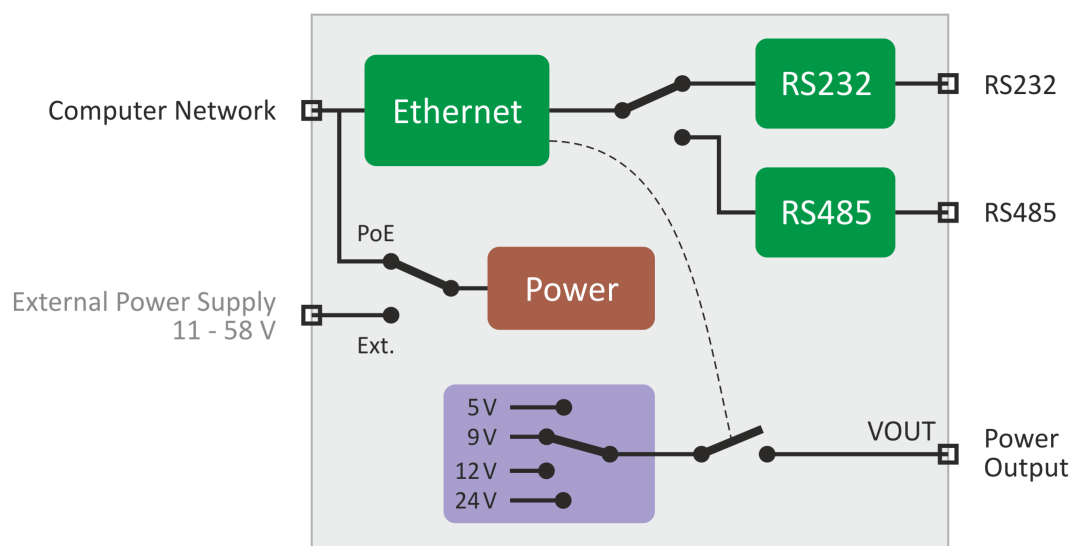 Computer Network
Ethernet
RS232
RS232
RS485
RS485
PoE
External Power Supply
11 - 58 V
Ext.
Power
5 V
9 V
12 V
24 V
VOUT
Power
Output